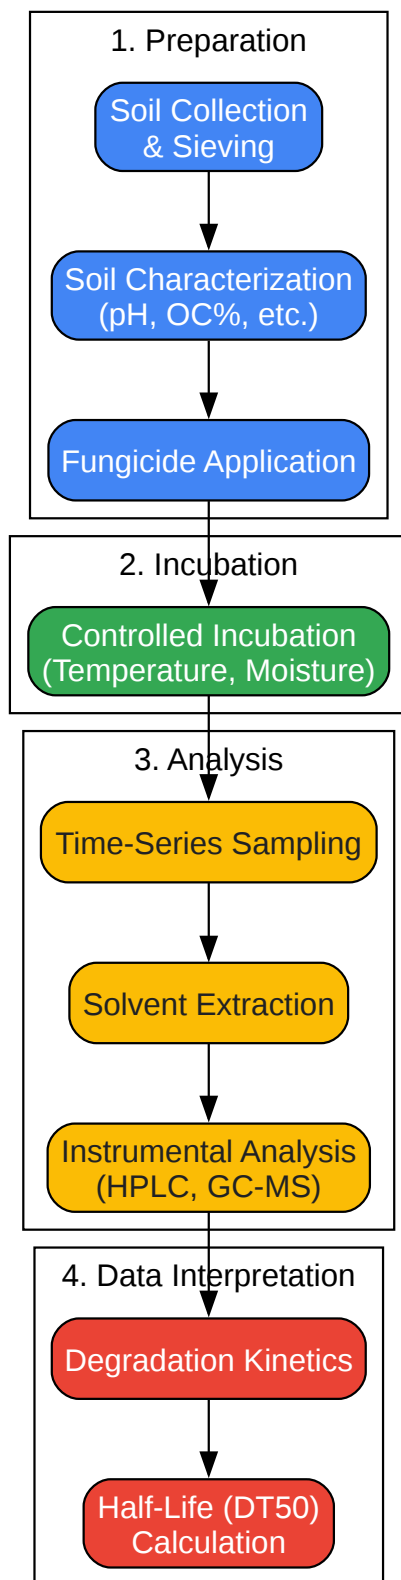 1. Preparation
Soil Collection
& Sieving
Soil Characterization
(pH, OC%, etc.)
Fungicide Application
2. Incubation
Controlled Incubation
(Temperature, Moisture)
3. Analysis
Time-Series Sampling
Solvent Extraction
Instrumental Analysis
(HPLC, GC-MS)
4. Data Interpretation
Degradation Kinetics
Half-Life (DT50)
Calculation